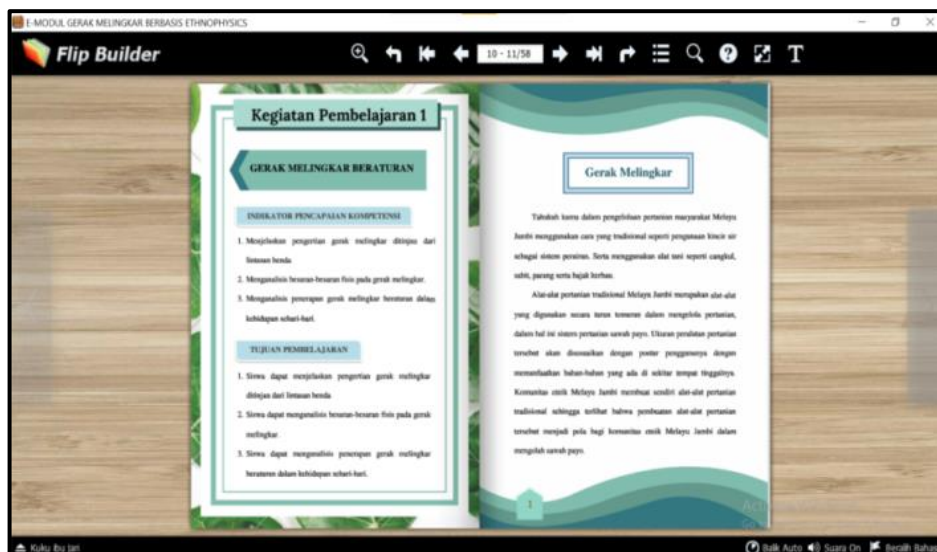 E-MODUL GERAK MELINGKAR BERBASIS ETHNOPHYSICS
Flip Builder
10 - 11/58
T
Kegiatan Pembelajaran 1
GERAK MELINGKAR BERATURAN
INDIKATOR PENCAPAIAN KOMPETENSI
1. Menjelaskan pengertian gerak melingkar ditinjau dari
lintasan benda
2. Menganalisis besaran-besaran fisis pada gerak melingkar.
3. Menganalisis penerapan gerak melingkar beraturan dalam
kehidupan sehari-hari.
TUJUAN PEMBELAJARAN
1. Siswa dapat menjelaskan pengertian gerak melingkar
ditinjau dari lintasan benda.
2. Siswa dapat menganalisis besaran-besaran fisis pada gerak
melingkar
3. Siswa dapat menganalisis penerapan gerak melingkar
beraturan dalam kehidupan sehari-hari.
Gerak Melingkar
Tahukah kamu dalam pengelolaan pertanian masyarakat Melayu
Jambi menggunakan cara yang tradisional seperti penggunaan kincir air
sebagai sistem perairan. Serta menggunakan alat tani seperti cangkul,
sabit, parang serta bajak kerbau.
Alat-alat pertanian tradisional Melayu Jambi merupakan alat-alat
yang digunakan secara turun temurun dalam mengelola pertanian,
dalam hal ini sistem pertanian sawah payo. Ukuran peralatan pertanian
tersebut akan disesuaikan dengan postur penggunanya dengan
memanfaatkan bahan-bahan yang ada di sekitar tempat tinggalnya.
Komunitas etnik Melayu Jambi membuat sendiri alat-alat pertanian
tradisional sehingga terlihat bahwa pembuatan alat-alat pertanian
tersebut menjadi pola bagi komunitas etnik Melayu Jambi dalam
mengolah sawah payo.
1
Kuku ibu jari
Balik Auto
Suara On
Beralih Bahas